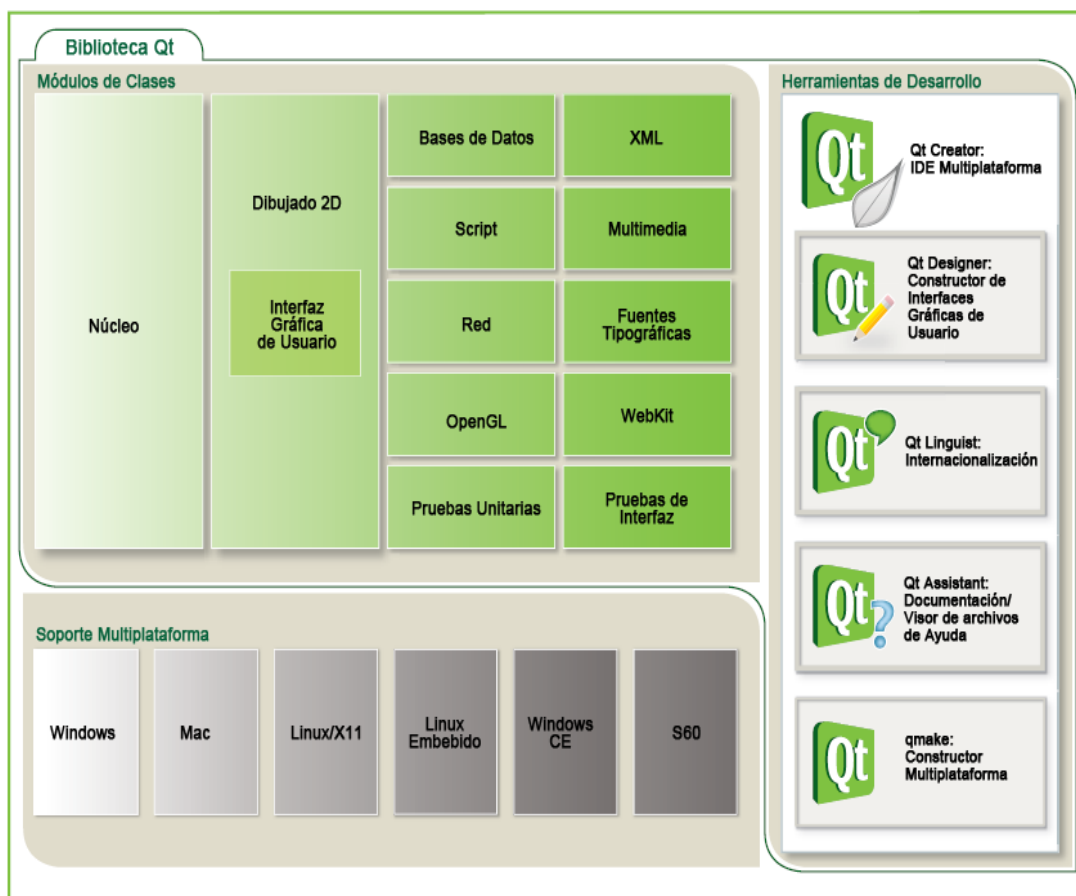 Biblioteca Qt
Módulos de Clases
Núcleo
Dibujado 2D
Interfaz
Gráfica
de Usuario
Bases de Datos
XML
Script
Multimedia
Red
Fuentes
Tipográficas
OpenGL
WebKit
Pruebas Unitarias
Pruebas de
Interfaz
Soporte Multiplataforma
Windows
Mac
Linux/X11
Linux
Embebido
Windows
CE
S60
Herramientas de Desarrollo
Qt
Qt Creator:
IDE Multiplataforma
Qt
Qt Designer:
Constructor de
Interfaces
Gráficas de
Usuario
Qt
Qt Linguist:
Internacionalización
Qt
?
Qt Assistant:
Documentación/
Visor de archivos
de Ayuda
Qt
qmake:
Constructor
Multiplataforma